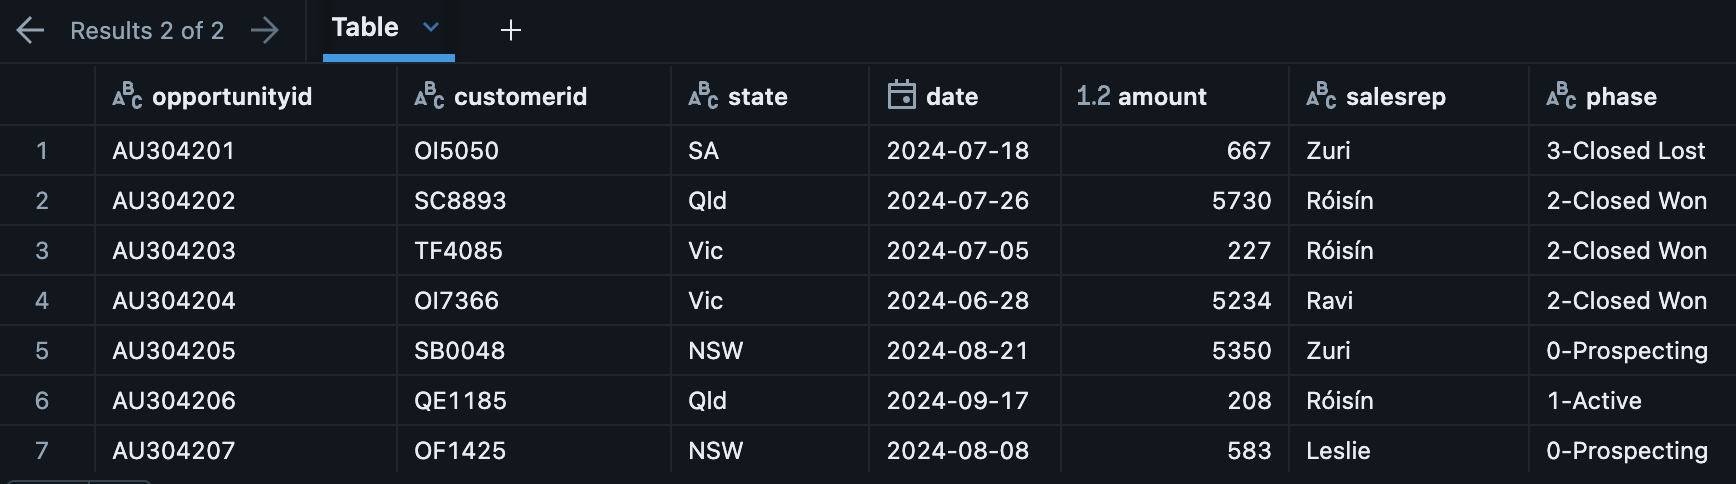 Results 2 of 2 Table
opportunityid customerid state date 1.2 amount salesrep phase
1 AU304201 OI5050 SA 2024-07-18 667 Zuri 3-Closed Lost
2 AU304202 SC8893 Qld 2024-07-26 5730 Róisín 2-Closed Won
3 AU304203 TF4085 Vic 2024-07-05 227 Róisín 2-Closed Won
4 AU304204 OI7366 Vic 2024-06-28 5234 Ravi 2-Closed Won
5 AU304205 SB0048 NSW 2024-08-21 5350 Zuri 0-Prospecting
6 AU304206 QE1185 Qld 2024-09-17 208 Róisín 1-Active
7 AU304207 OF1425 NSW 2024-08-08 583 Leslie 0-Prospecting